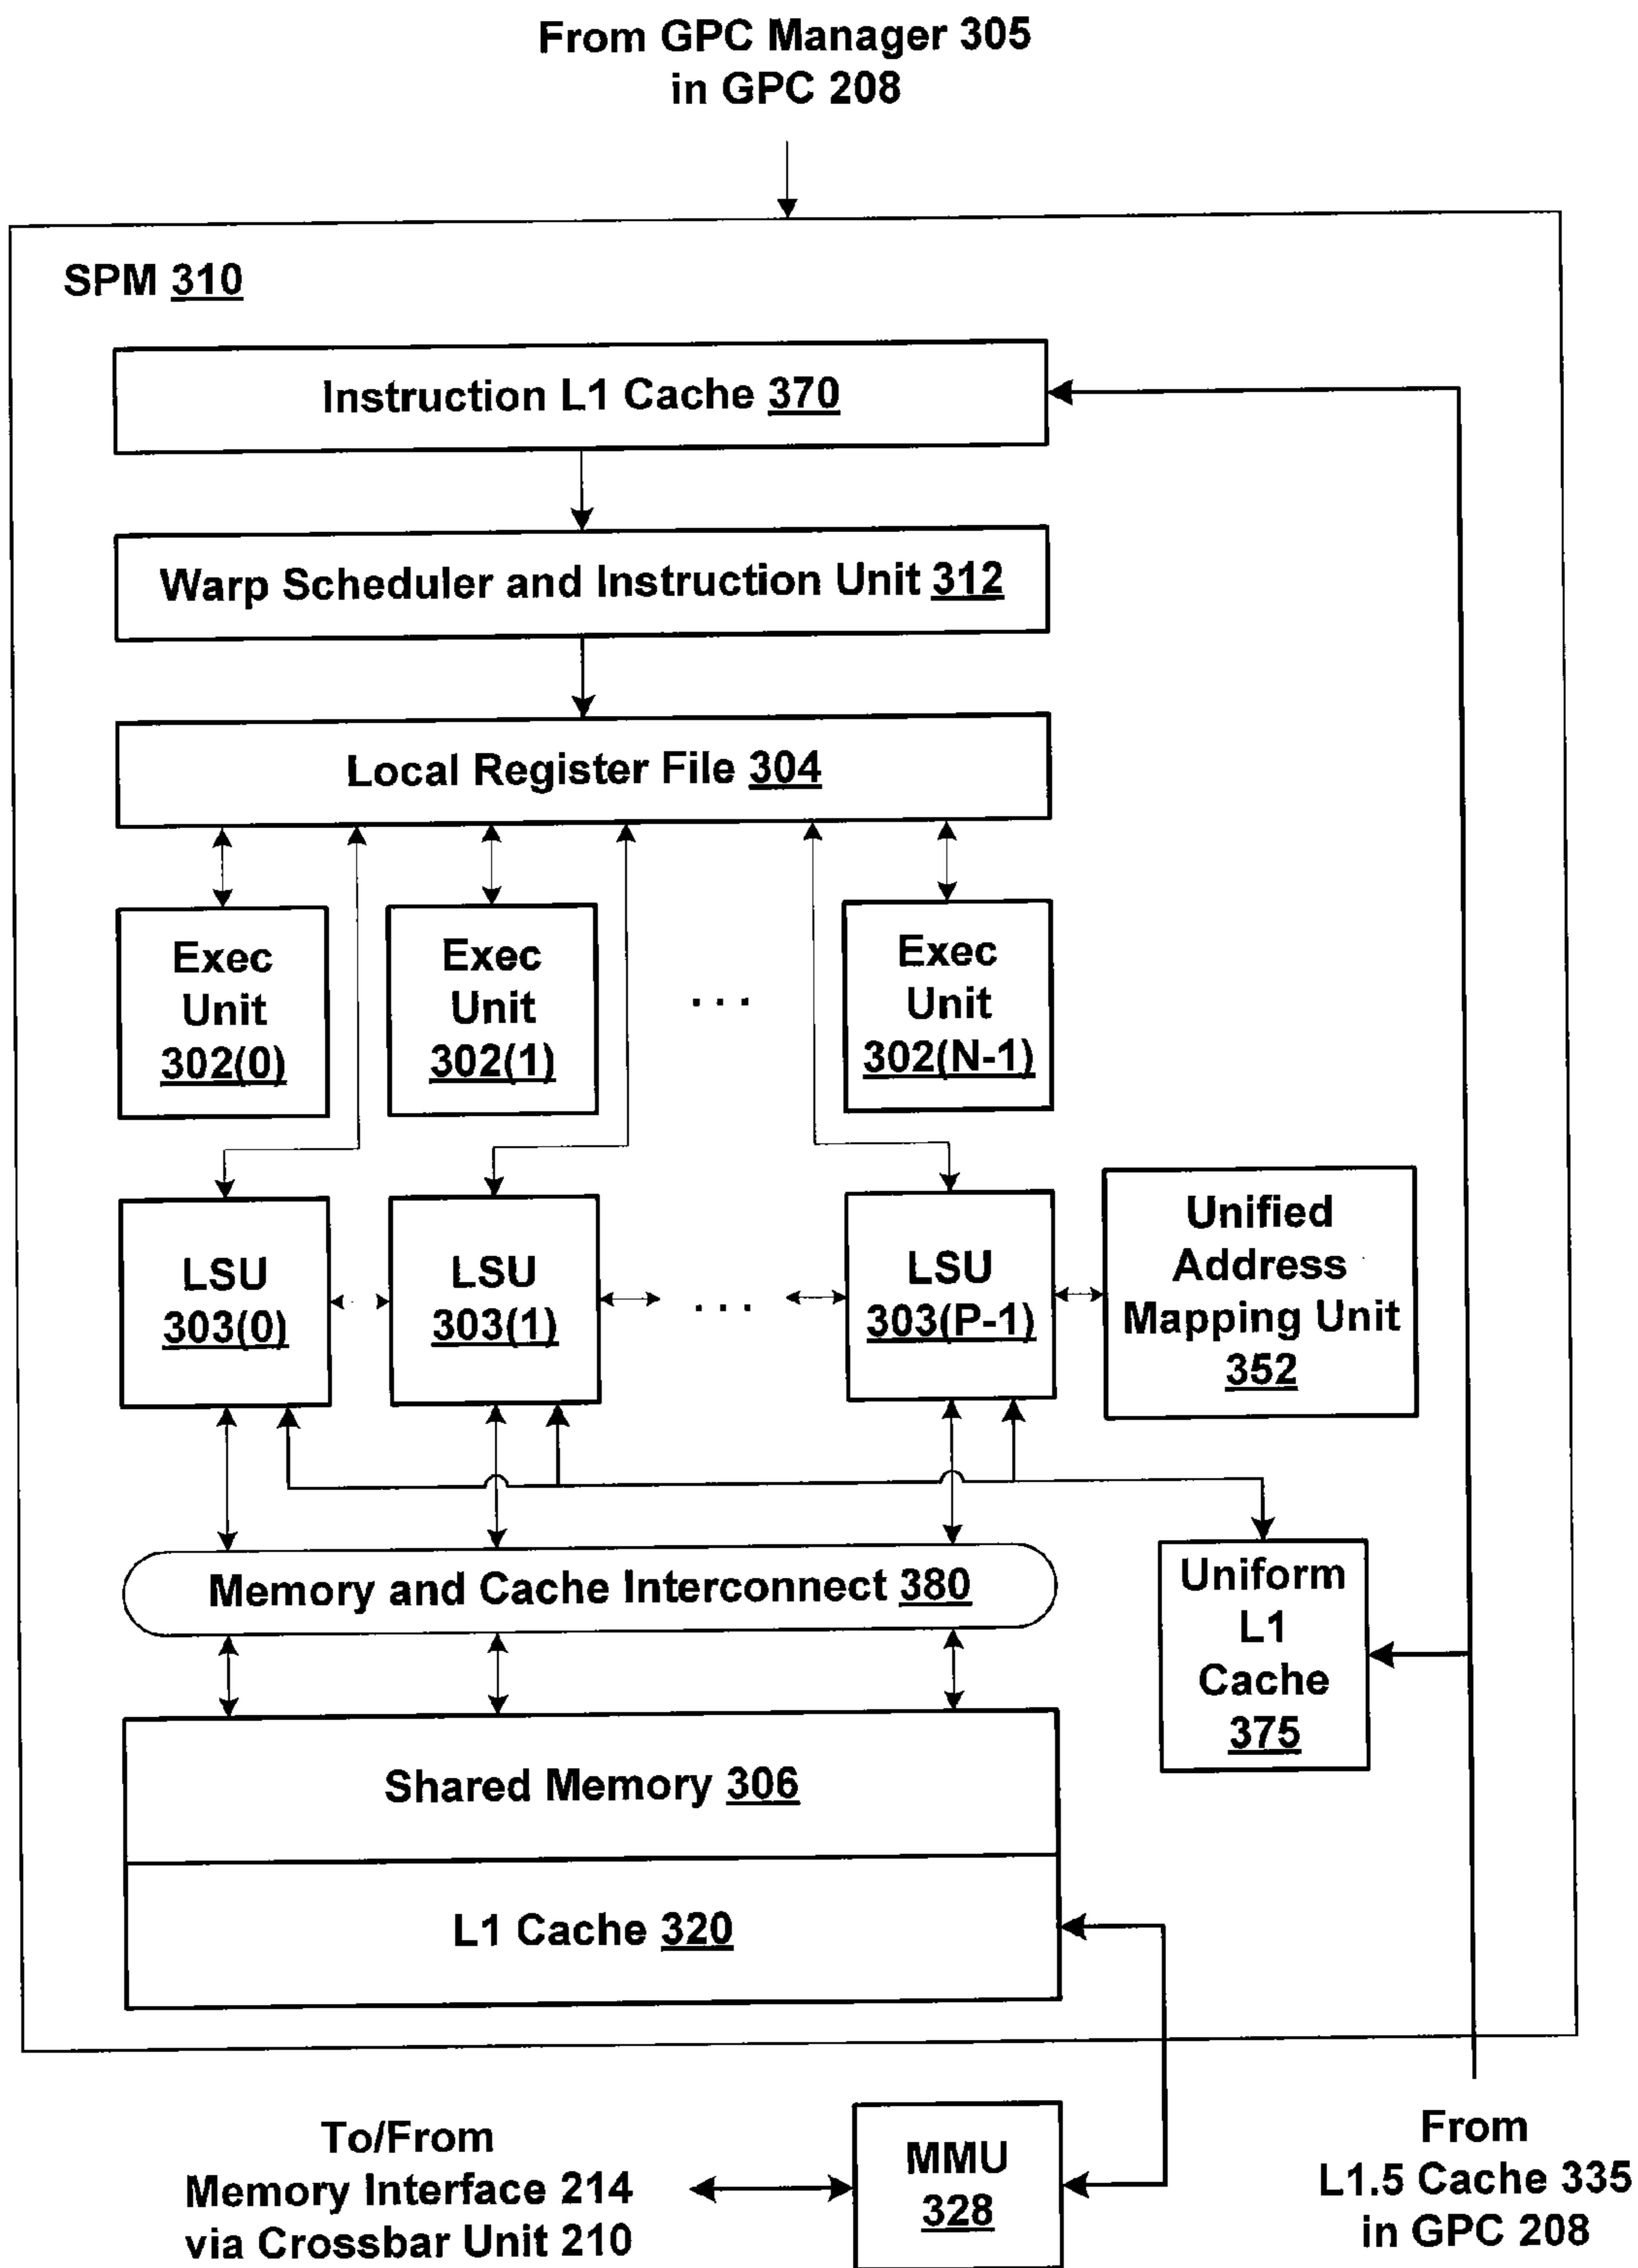 From GPC Manager 305
in GPC 208
SPM 310
Instruction L1 Cache 370
Warp Scheduler and Instruction Unit 312
Local Register File 304
Exec
Unit
302(0)
Exec
Unit
302(1)
. . .
Exec
Unit
302(N-1)
LSU
303(0)
LSU
303(1)
. . .
LSU
303(P-1)
Unified
Address
Mapping Unit
352
Memory and Cache Interconnect 380
Uniform
L1
Cache
375
Shared Memory 306
L1 Cache 320
To/From
Memory Interface 214
via Crossbar Unit 210
MMU
328
From
L1.5 Cache 335
in GPC 208